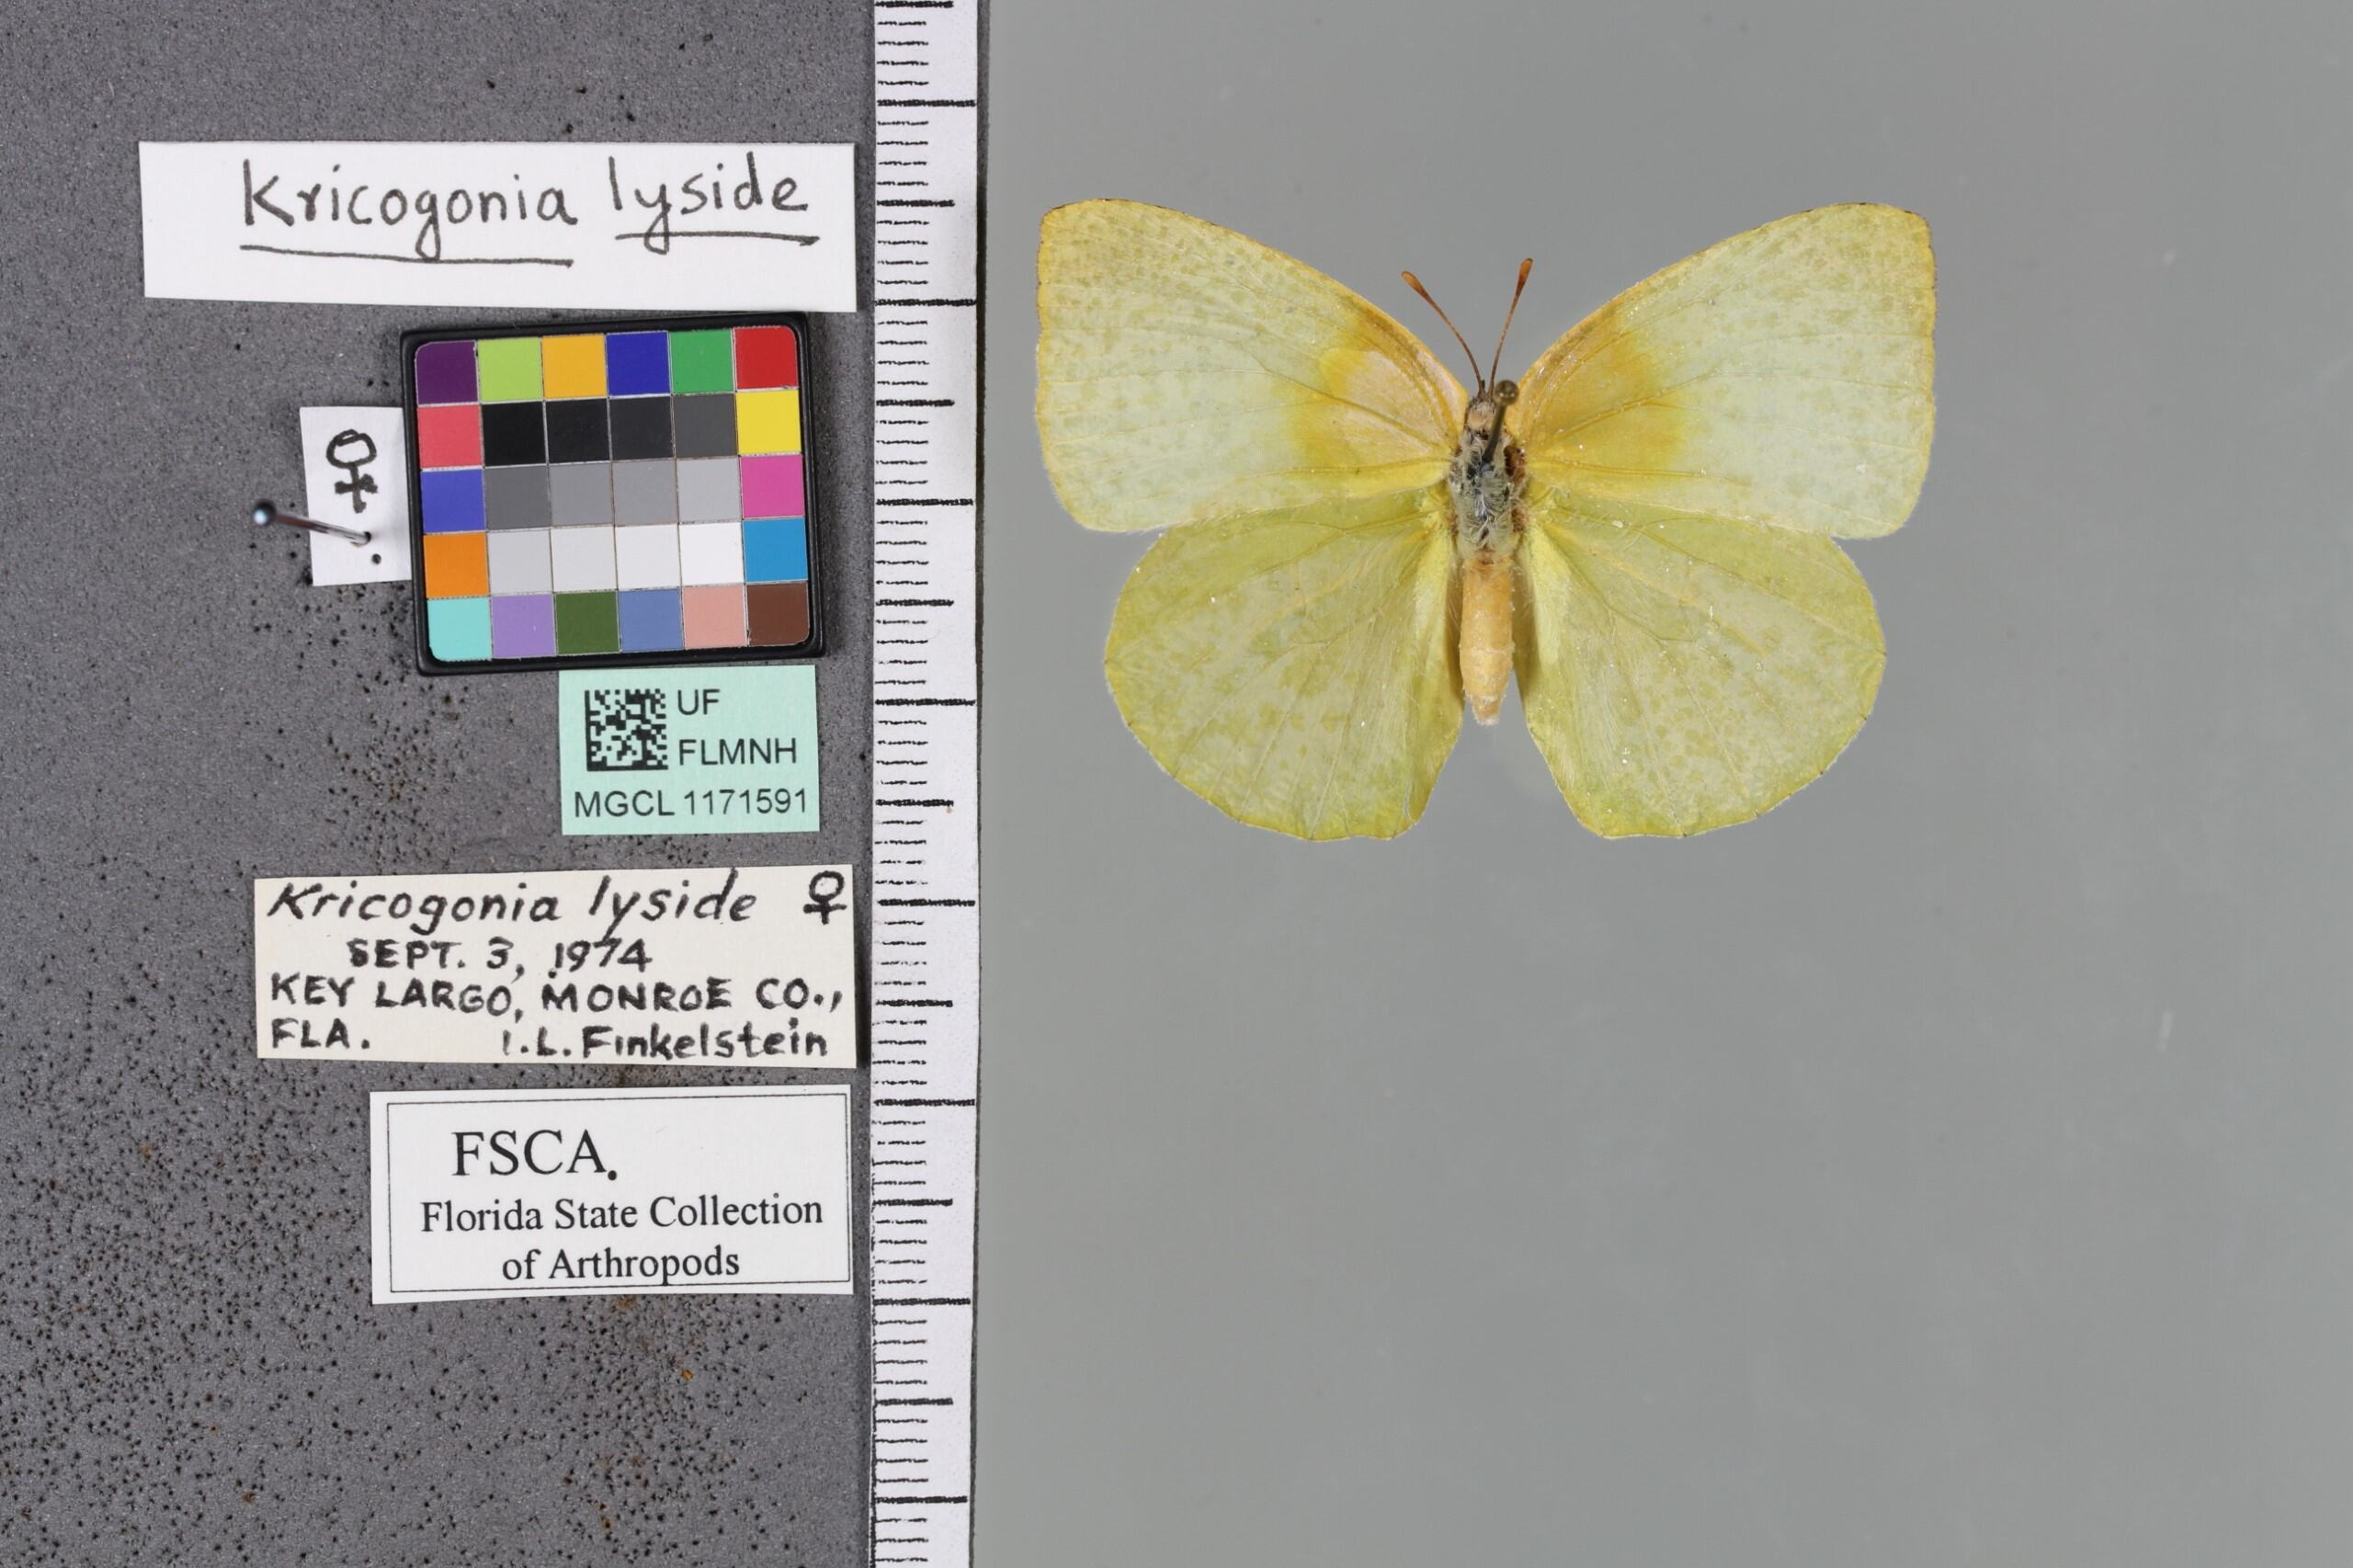 Kricogonia lyside
♀
UF
FLMNH
MGCL 1171591
Kricogonia lyside ♀
SEPT. 3, 1974
KEY LARGO, MONROE CO.,
FLA. I.L. Finkelstein
FSCA.
Florida State Collection
of Arthropods